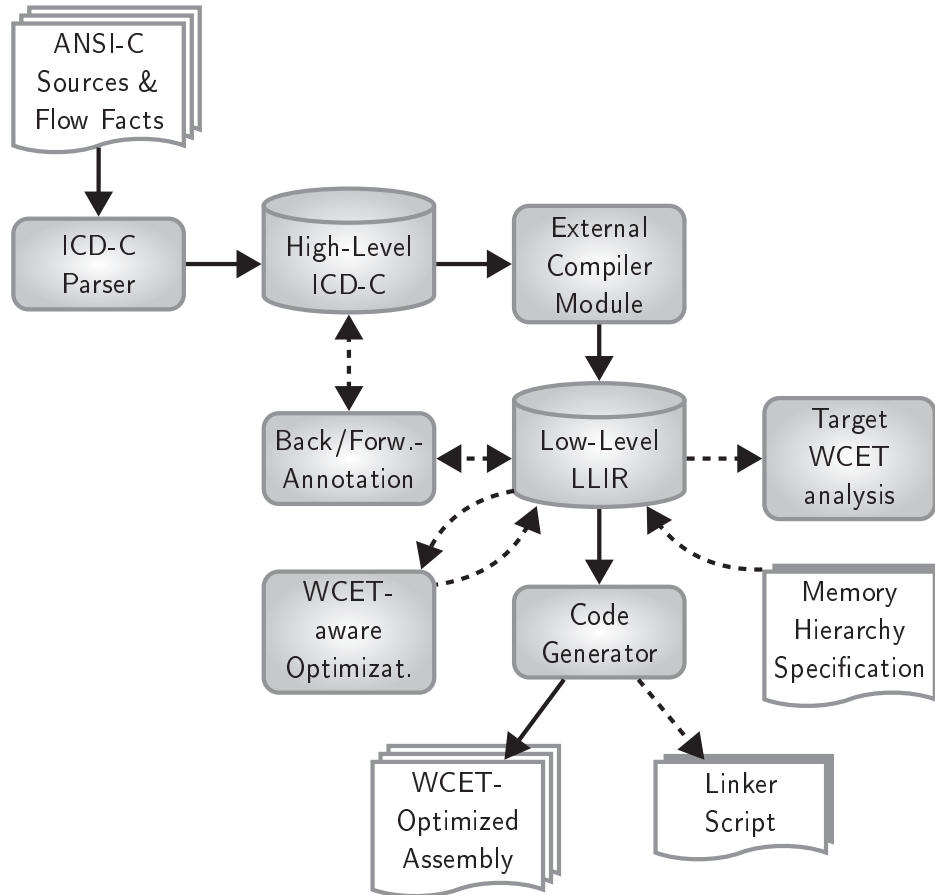 ANSI-C
Sources &
Flow Facts
ICD-C
Parser
High-Level
ICD-C
External
Compiler
Module
Back/Forw.-
Annotation
Low-Level
LLIR
Target
WCET
analysis
WCET-
aware
Optimizat.
Code
Generator
Memory
Hierarchy
Specification
WCET-
Optimized
Assembly
Linker
Script